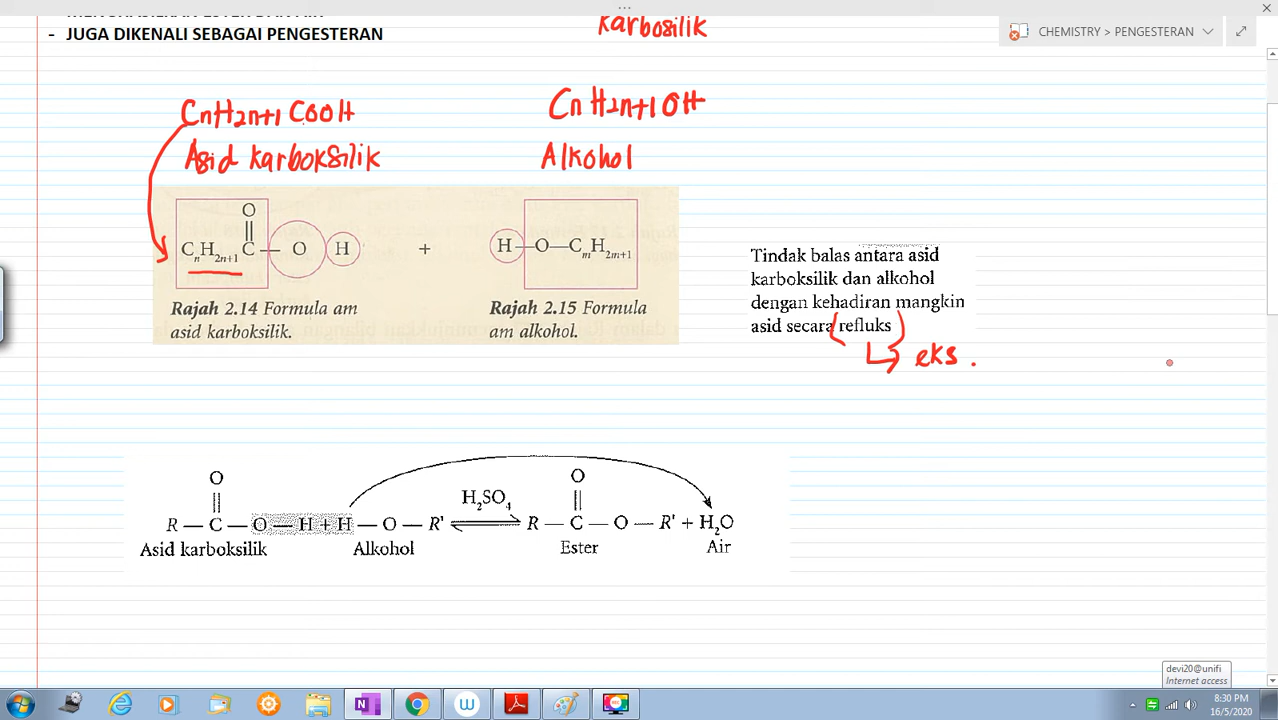 - JUGA DIKENALI SEBAGAI PENGESTERAN
karbosilik
CHEMISTRY > PENGESTERAN
CnH2n+1 COOH
Cn H2n+1 OH
Asid karboksilik
Alkohol
O
CnH2n+1 C — O H + H — O — CmH2m+1
Rajah 2.14 Formula am
asid karboksilik.
Rajah 2.15 Formula
am alkohol.
Tindak balas antara asid
karboksilik dan alkohol
dengan kehadiran mangkin
asid secara refluks
eks.
O
O
R — C — O — H + H — O — R' H2SO4 R — C — O — R' + H2O
Asid karboksilik
Alkohol
Ester
Air
devi20@unifi
Internet access
8:30 PM
16/5/2020